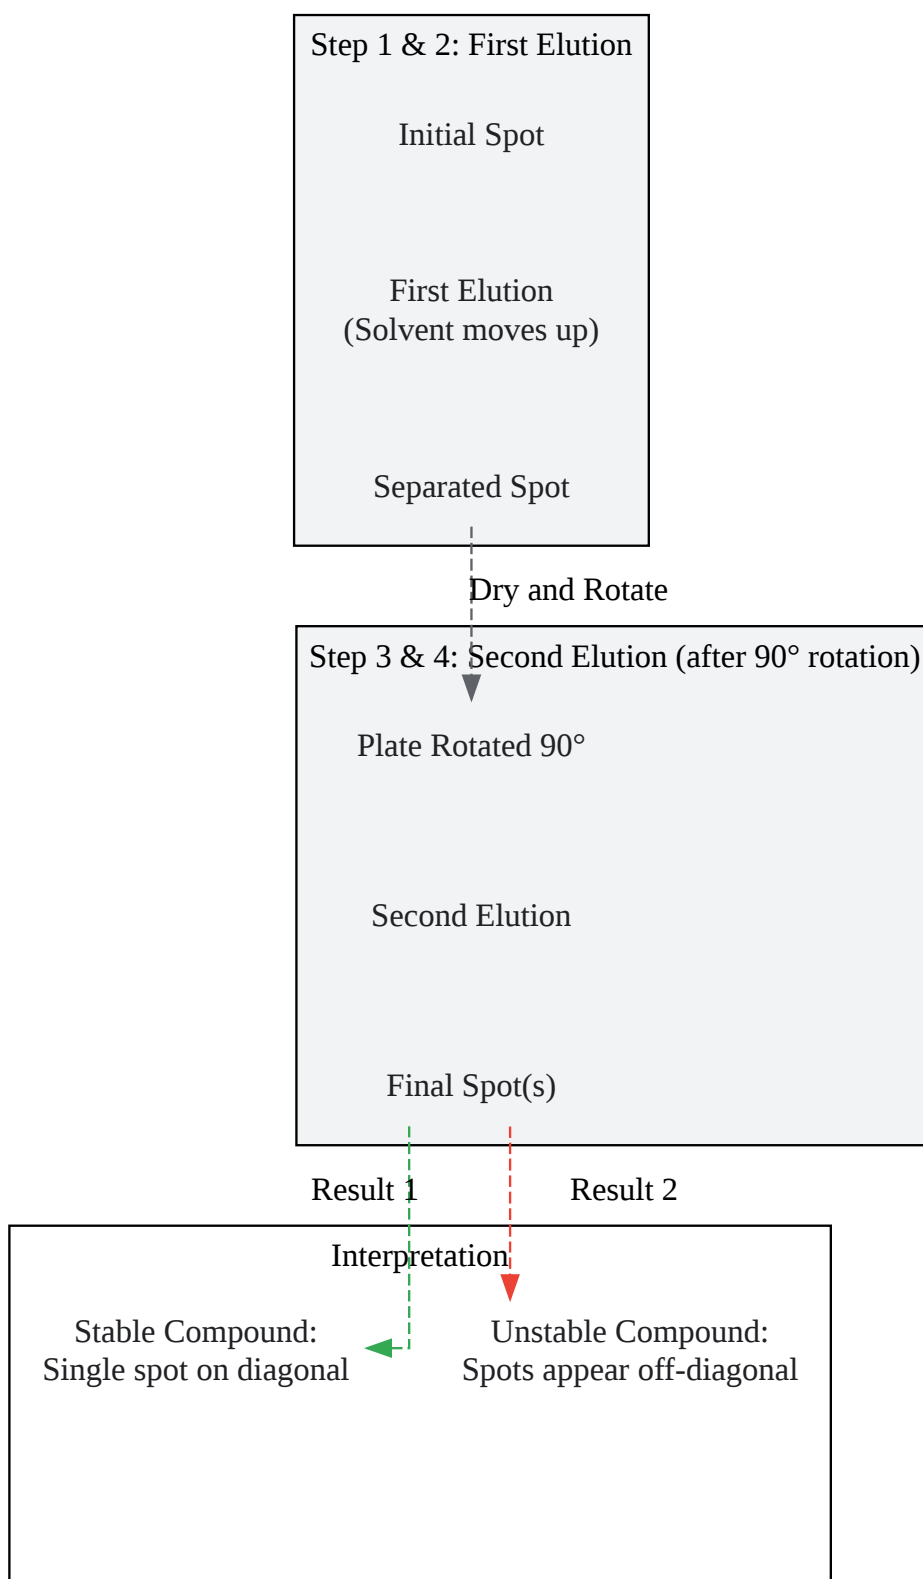 Step 1 & 2: First Elution
Initial Spot
First Elution
(Solvent moves up)
Separated Spot
Dry and Rotate
Step 3 & 4: Second Elution (after 90° rotation)
Plate Rotated 90°
Second Elution
Final Spot(s)
Result 1
Result 2
Interpretation
Stable Compound:
Single spot on diagonal
Unstable Compound:
Spots appear off-diagonal